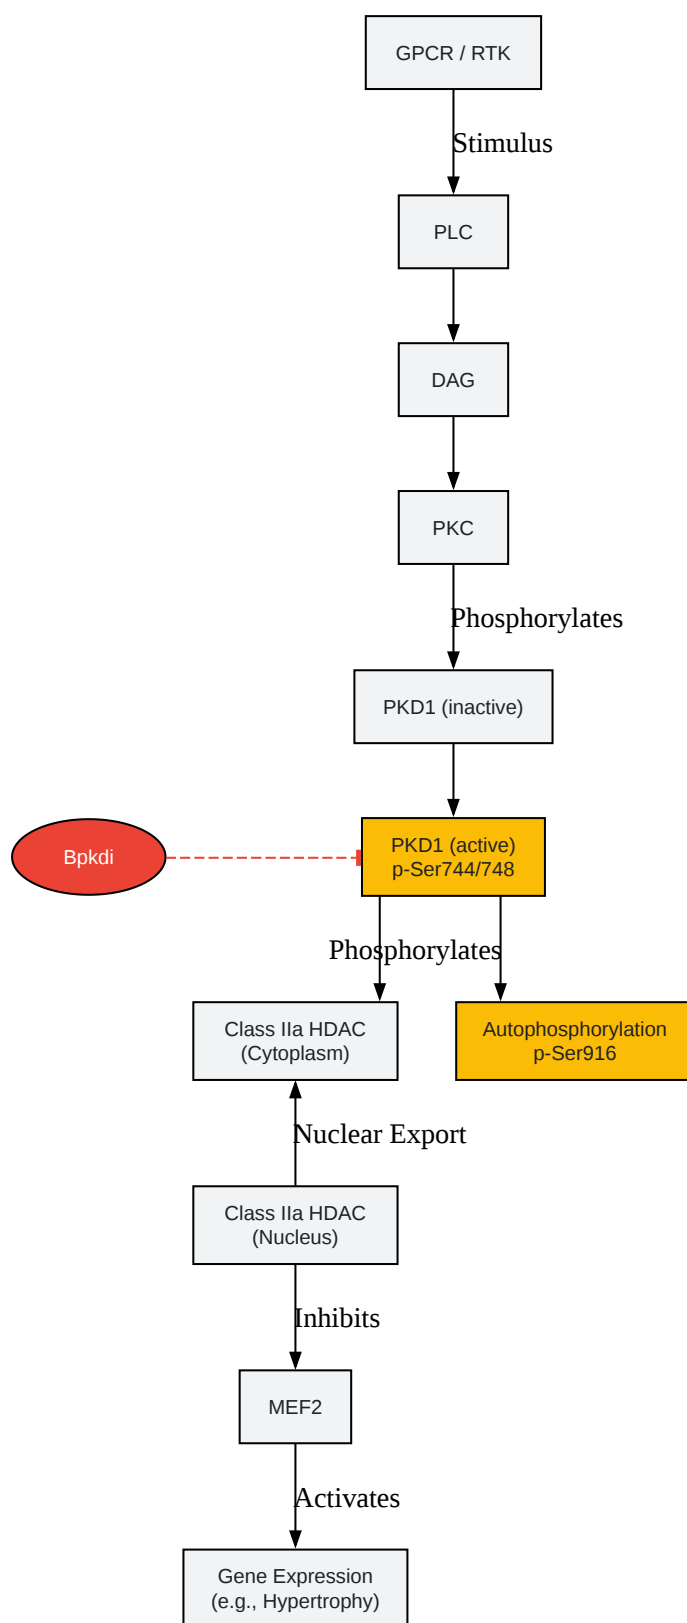 GPCR / RTK
Stimulus
PLC
DAG
PKC
Phosphorylates
PKD1 (inactive)
Bpkdi
PKD1 (active)
p-Ser744/748
Phosphorylates
Class IIa HDAC
(Cytoplasm)
Autophosphorylation
p-Ser916
Nuclear Export
Class IIa HDAC
(Nucleus)
Inhibits
MEF2
Activates
Gene Expression
(e.g., Hypertrophy)